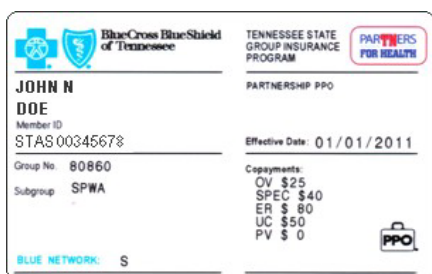 BlueCross BlueShield
of Tennessee
TENNESSEE STATE
GROUP INSURANCE
PROGRAM
PARTNERS
FOR HEALTH
JOHN N
DOE
Member ID
STAS00345678
Group No. 80860
Subgroup SPWA
BLUE NETWORK: S
PARTNERSHIP PPO
Effective Date: 01/01/2011
Copayments:
OV $25
SPEC $40
ER $ 80
UC $50
PV $ 0
PPO